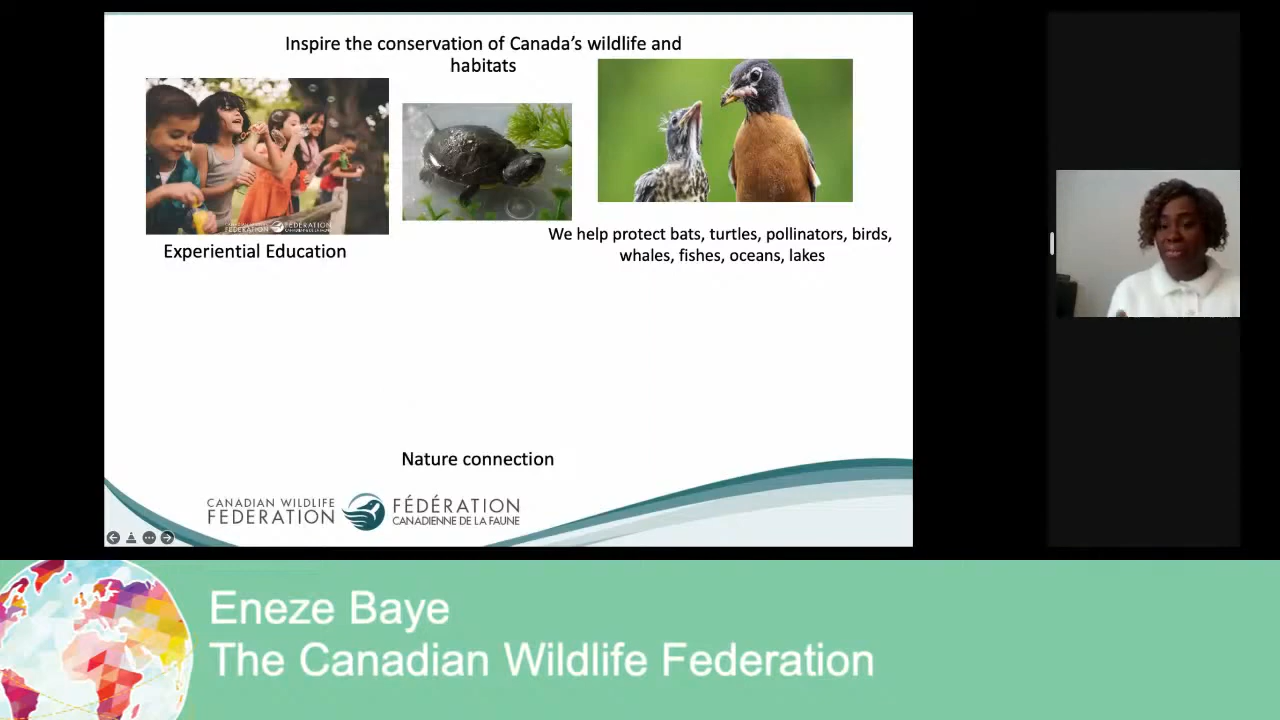 Inspire the conservation of Canada's wildlife and
habitats
FÉDÉRATION
Experiential Education
We help protect bats, turtles, pollinators, birds,
whales, fishes, oceans, lakes
Nature connection
CANADIAN WILDLIFE
FEDERATION
FÉDÉRATION
CANADIENNE DE LA FAUNE
Eneze Baye
The Canadian Wildlife Federation